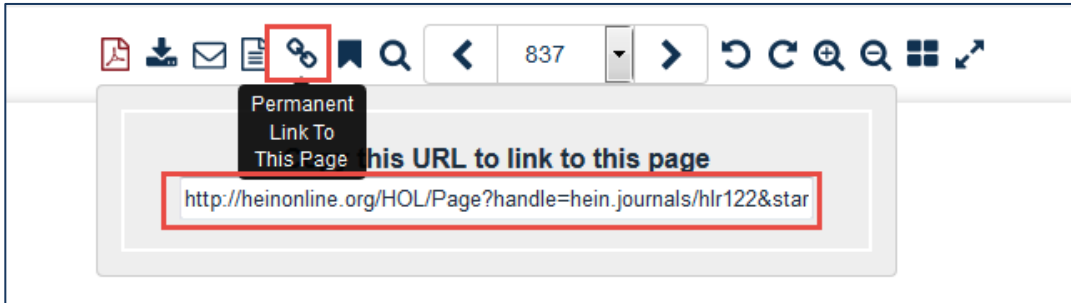 837
Permanent
Link To
This Page
this URL to link to this page
http://heinonline.org/HOL/Page?handle=hein.journals/hlr122&star